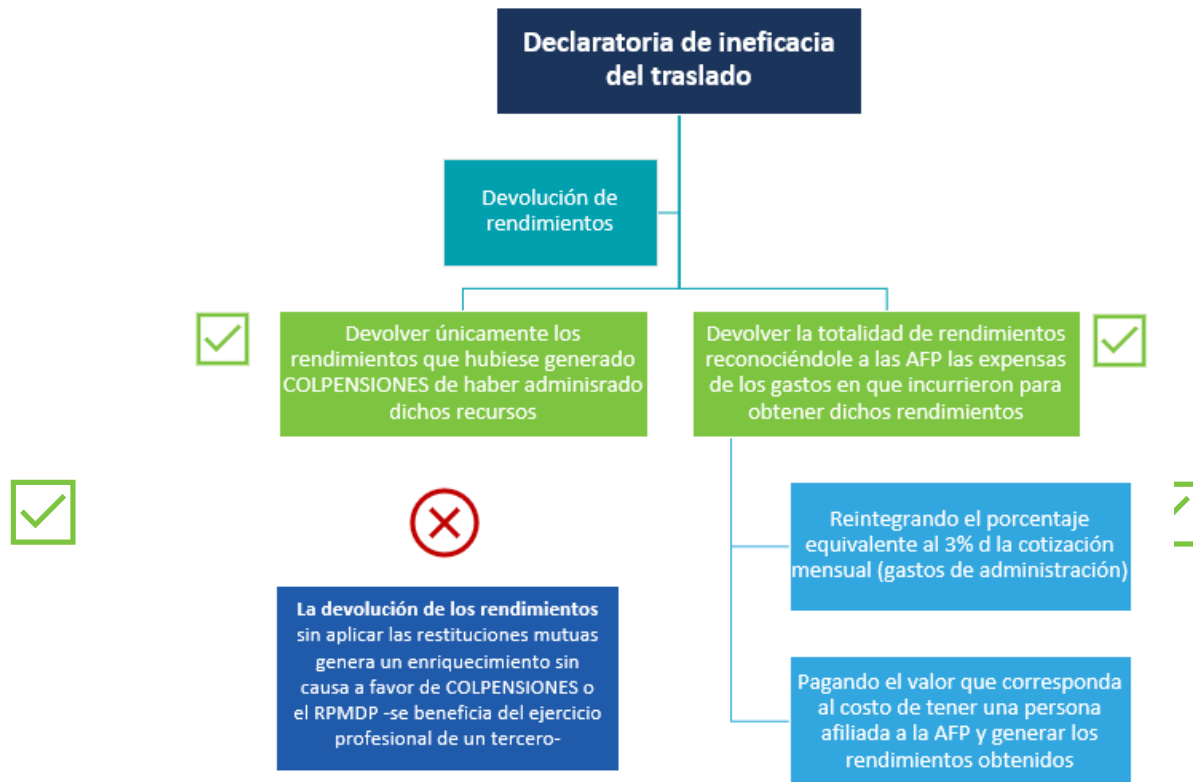 Declaratoria de ineficacia
del traslado
Devolución de
rendimientos
Devolver únicamente los
rendimientos que hubiese generado
COLPENSIONES de haber adminisrado
dichos recursos
Devolver la totalidad de rendimientos
reconociéndole a las AFP las expensas
de los gastos en que incurrieron para
obtener dichos rendimientos
Reintegrando el porcentaje
equivalente al 3% d la cotización
mensual (gastos de administración)
La devolución de los rendimientos
sin aplicar las restituciones mutuas
genera un enriquecimiento sin
causa a favor de COLPENSIONES o
el RPMDP -se beneficia del ejercicio
profesional de un tercero-
Pagando el valor que corresponda
al costo de tener una persona
afiliada a la AFP y generar los
rendimientos obtenidos